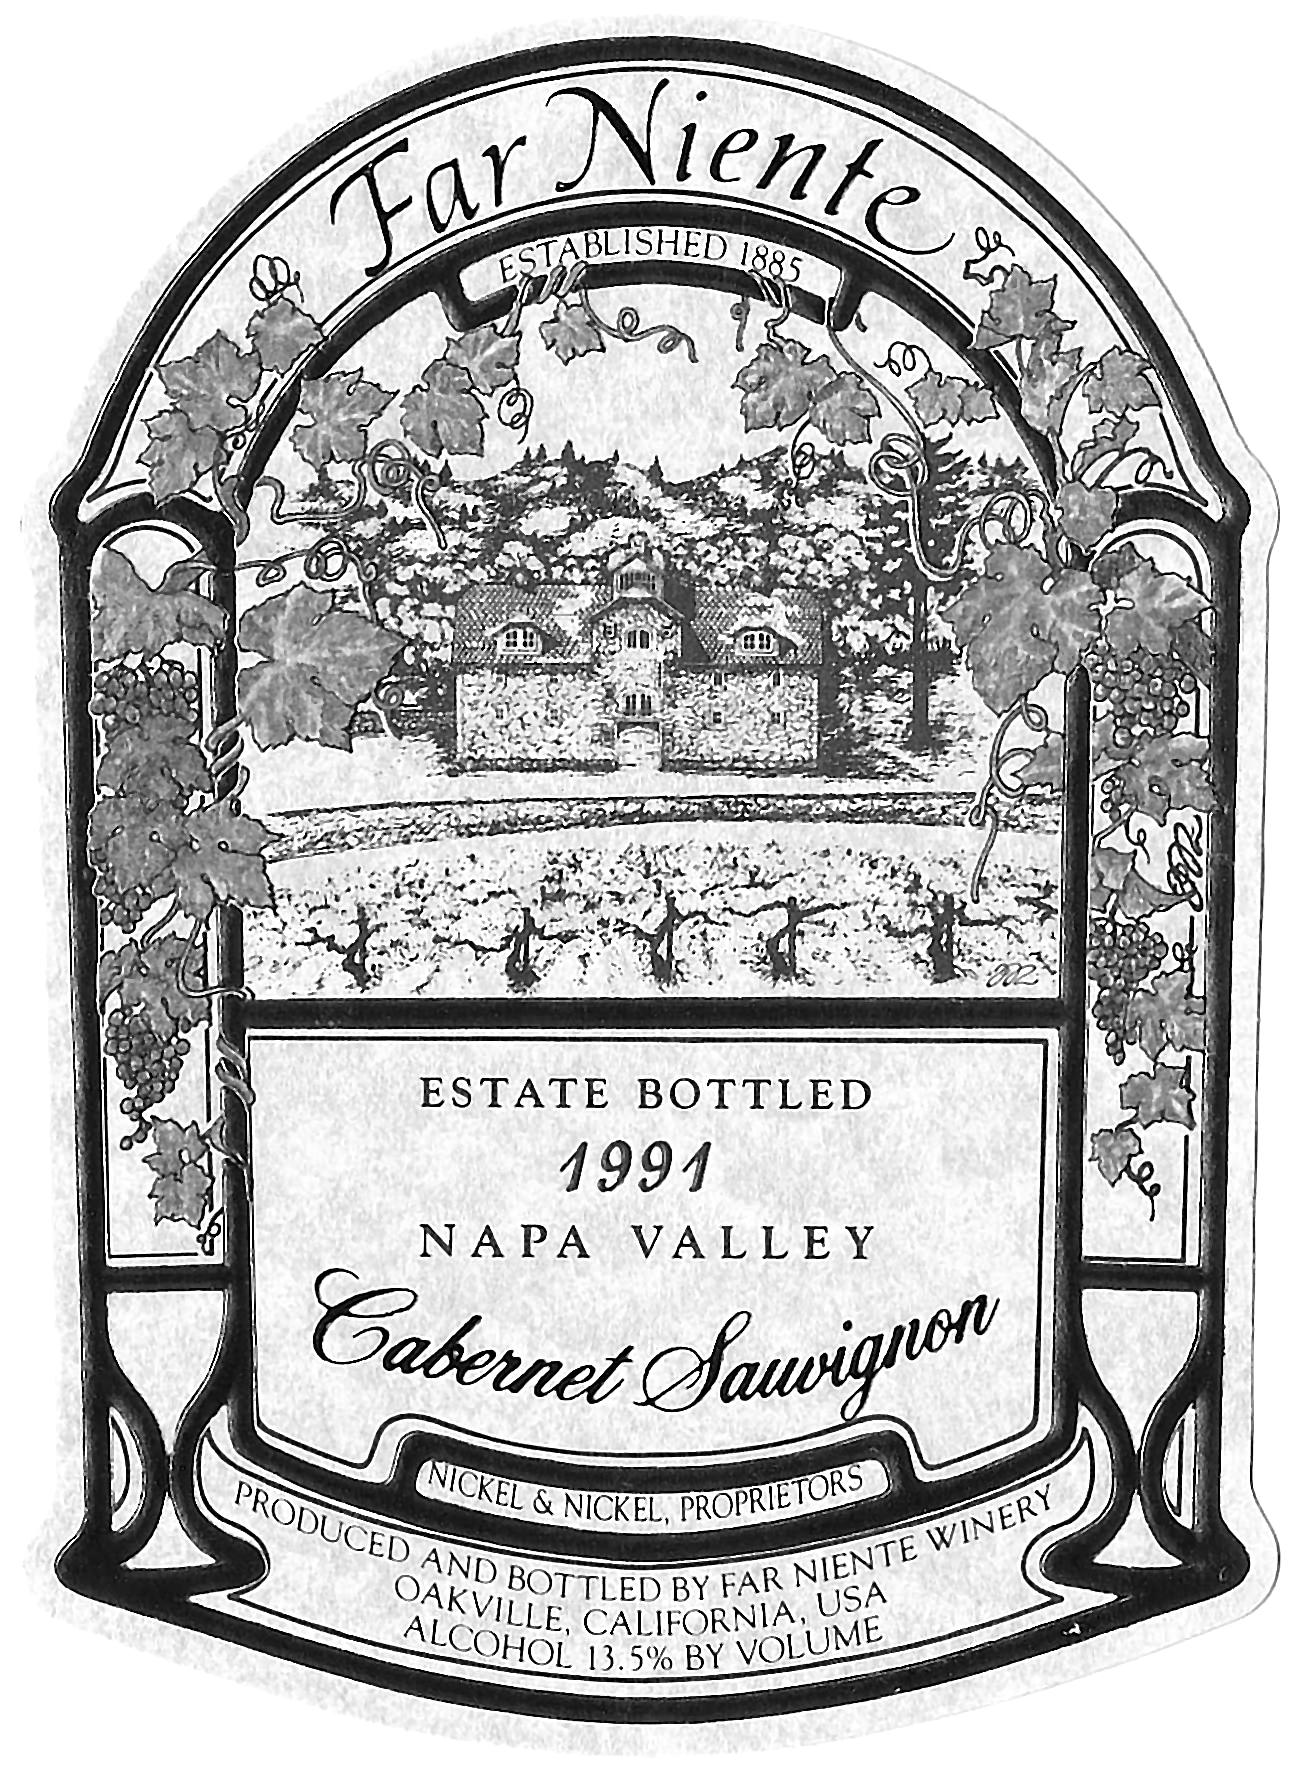 Far Niente
ESTABLISHED 1885
ESTATE BOTTLED
1991
NAPA VALLEY
Cabernet Sauvignon
NICKEL & NICKEL, PROPRIETORS
PRODUCED AND BOTTLED BY FAR NIENTE WINERY
OAKVILLE, CALIFORNIA, USA
ALCOHOL 13.5% BY VOLUME